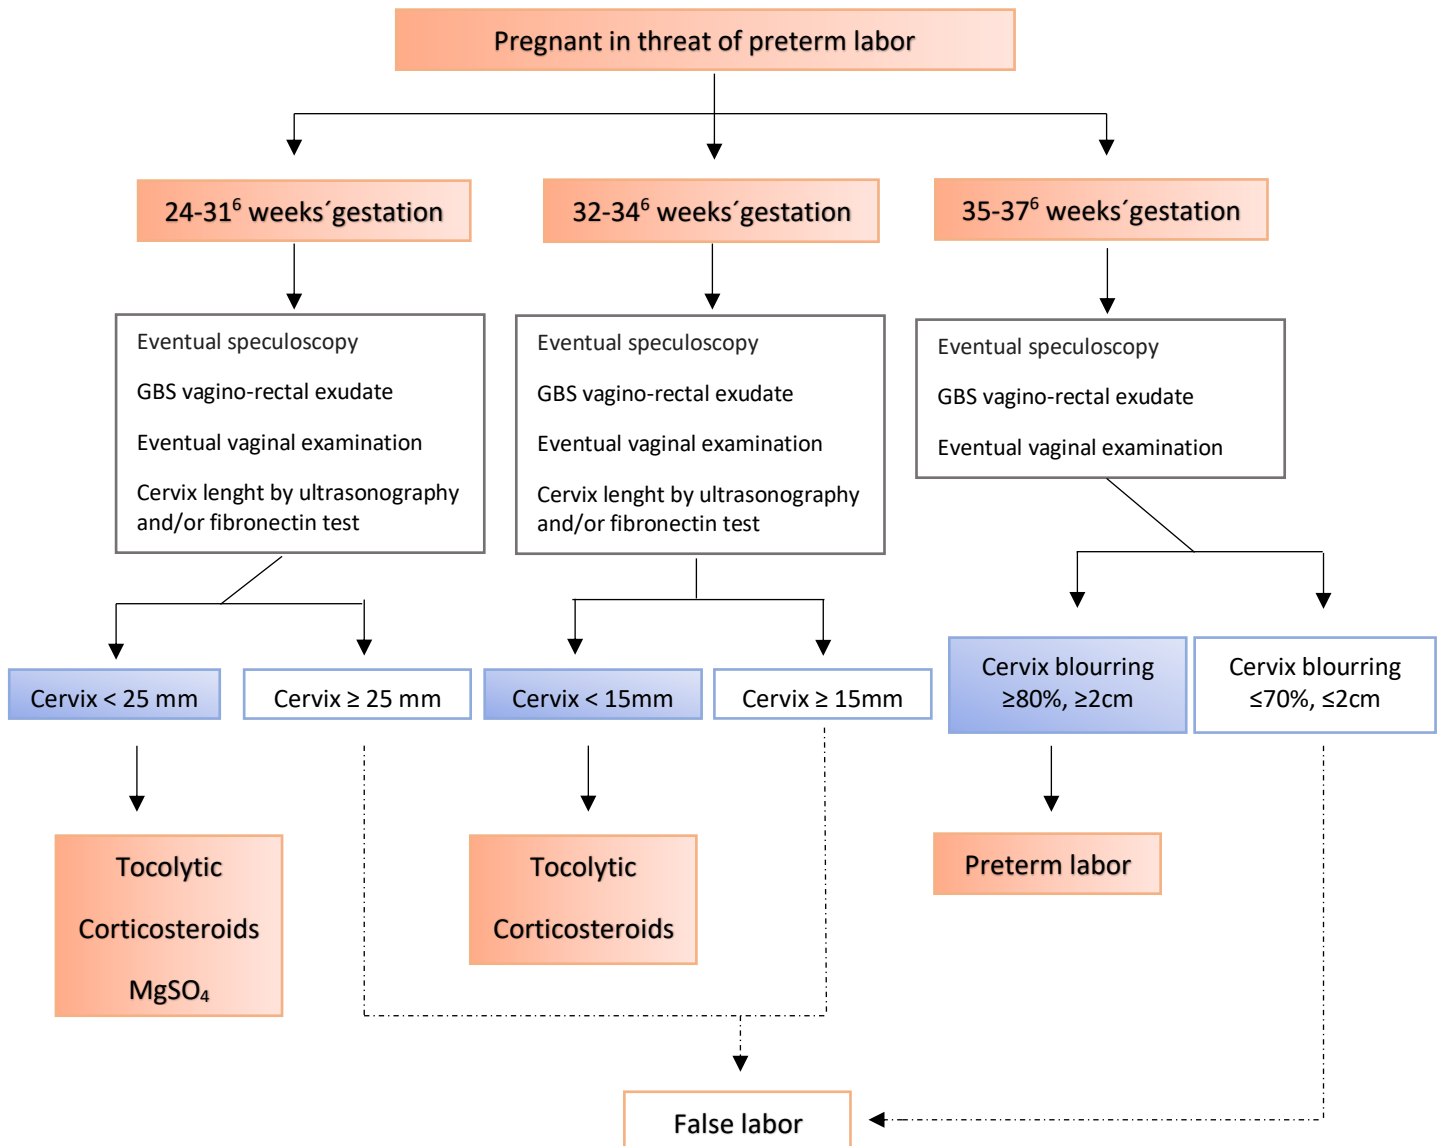 Pregnant in threat of preterm labor
24-31⁶ weeks´gestation
32-34⁶ weeks´gestation
35-37⁶ weeks´gestation
Eventual speculoscopy
GBS vagino-rectal exudate
Eventual vaginal examination
Cervix lenght by ultrasonography
and/or fibronectin test
Eventual speculoscopy
GBS vagino-rectal exudate
Eventual vaginal examination
Cervix lenght by ultrasonography
and/or fibronectin test
Eventual speculoscopy
GBS vagino-rectal exudate
Eventual vaginal examination
Cervix < 25 mm
Cervix ≥ 25 mm
Cervix < 15mm
Cervix ≥ 15mm
Cervix blourring
≥80%, ≥2cm
Cervix blourring
≤70%, ≤2cm
Tocolytic
Corticosteroids
MgSO₄
Tocolytic
Corticosteroids
Preterm labor
False labor